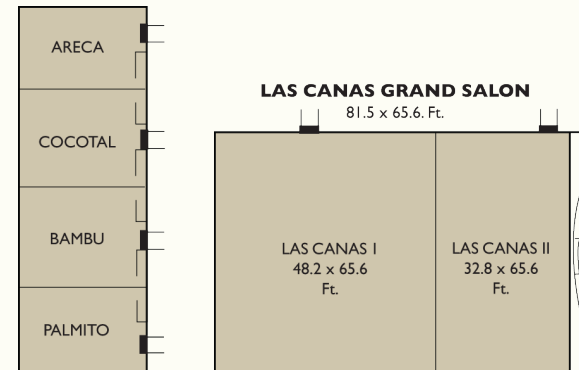 ARECA
COCOTAL
BAMBU
PALMITO
LAS CANAS GRAND SALON
81.5 x 65.6. Ft.
LAS CANAS I
48.2 x 65.6
Ft.
LAS CANAS II
32.8 x 65.6
Ft.